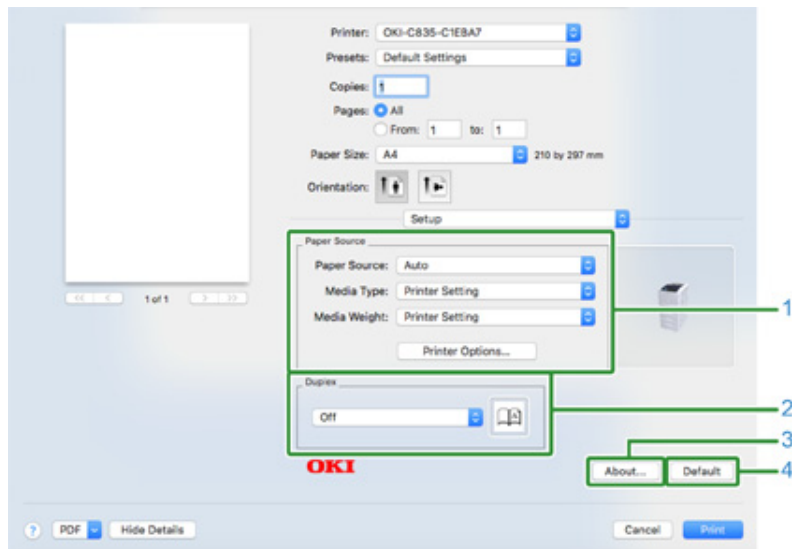 Printer: OKI-C835-C1E8A7
Presets: Default Settings
Copies: 1
Pages: All
From: 1 to: 1
Paper Size: A4 210 by 297 mm
Orientation:
Setup
Paper Source
Paper Source: Auto
Media Type: Printer Setting
Media Weight: Printer Setting
1
1 of 1
Printer Options...
Duplex
Off
2
3
OKI
About... Default 4
? PDF Hide Details Cancel Print